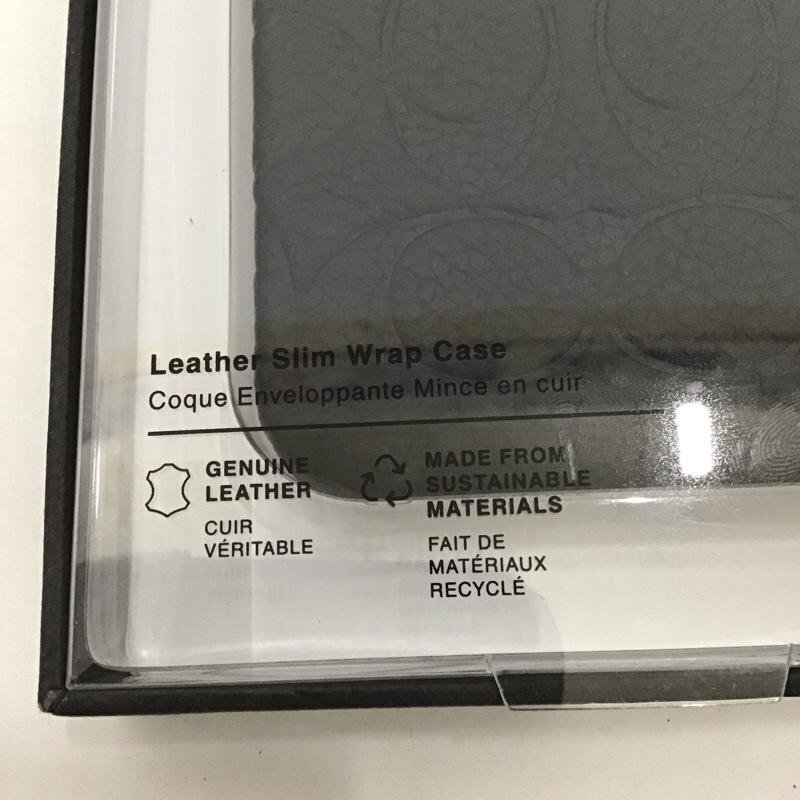 Leather Slim Wrap Case
Coque Enveloppante Mince en cuir
GENUINE
LEATHER
CUIR
VÉRITABLE
MADE FROM
SUSTAINABLE
MATERIALS
FAIT DE
MATÉRIAUX
RECYCLÉ